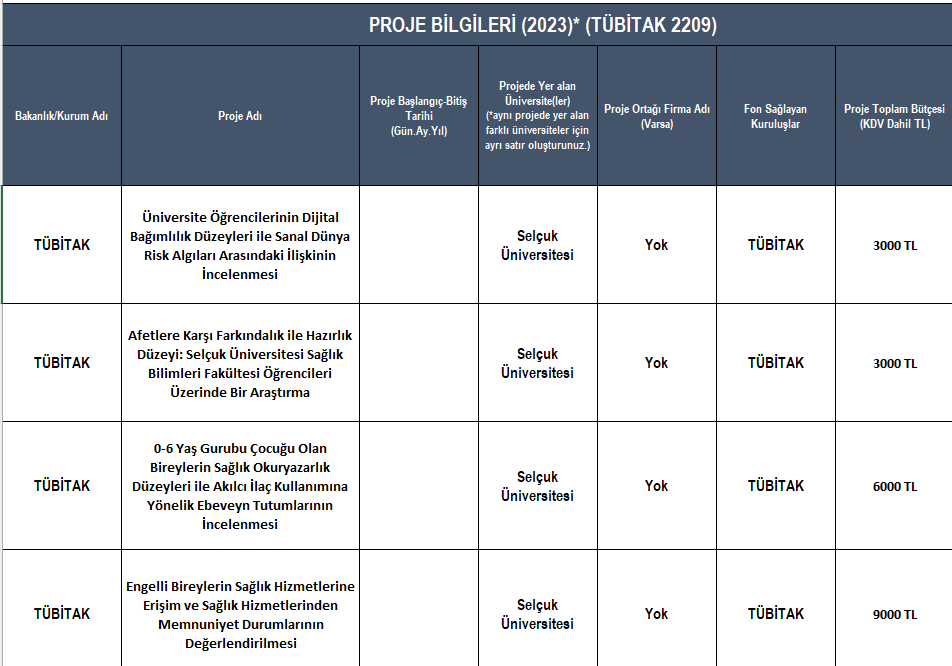 PROJE BİLGİLERİ (2023)* (TÜBİTAK 2209)
Bakanlık/Kurum Adı
Proje Adı
Proje Başlangıç-Bitiş
Tarihi
(Gün.Ay.Yıl)
Projede Yer alan
Üniversite(ler)
(*aynı projede yer alan
farklı üniversiteler için
ayrı satır oluşturunuz.)
Proje Ortağı Firma Adı
(Varsa)
Fon Sağlayan
Kuruluşlar
Proje Toplam Bütçesi
(KDV Dahil TL)
TÜBİTAK
Üniversite Öğrencilerinin Dijital
Bağımlılık Düzeyleri ile Sanal Dünya
Risk Algıları Arasındaki İlişkinin
İncelenmesi
Selçuk
Üniversitesi
Yok
TÜBİTAK
3000 TL
TÜBİTAK
Afetlere Karşı Farkındalık ile Hazırlık
Düzeyi: Selçuk Üniversitesi Sağlık
Bilimleri Fakültesi Öğrencileri
Üzerinde Bir Araştırma
Selçuk
Üniversitesi
Yok
TÜBİTAK
3000 TL
TÜBİTAK
0-6 Yaş Gurubu Çocuğu Olan
Bireylerin Sağlık Okuryazarlık
Düzeyleri ile Akılcı İlaç Kullanımına
Yönelik Ebeveyn Tutumlarının
İncelenmesi
Selçuk
Üniversitesi
Yok
TÜBİTAK
6000 TL
TÜBİTAK
Engelli Bireylerin Sağlık Hizmetlerine
Erişim ve Sağlık Hizmetlerinden
Memnuniyet Durumlarının
Değerlendirilmesi
Selçuk
Üniversitesi
Yok
TÜBİTAK
9000 TL